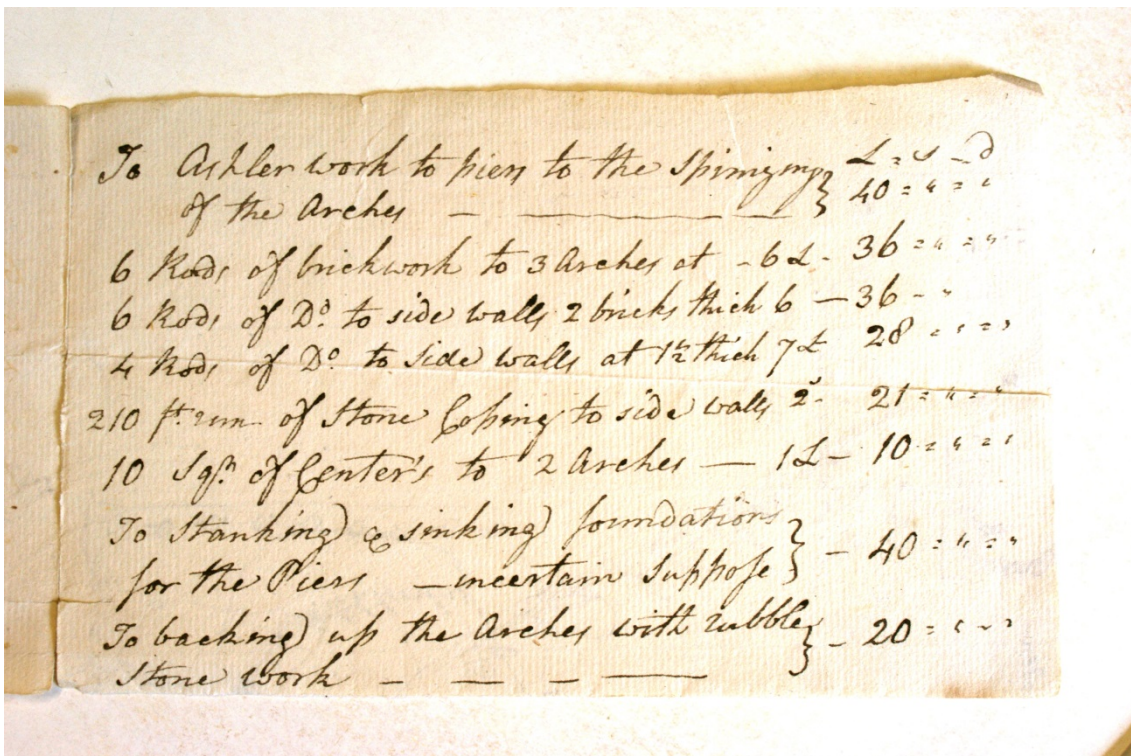 To Ashler work to piers to the Spiniging } £ = s - d
of the Arches - —————— } 40 = " = "
6 Rods of brickwork to 3 Arches at - 6£ - 36 = " = "
6 Rods of Do. to side walls 2 bricks thick 6 — 36 - "
4 Rods of Do to side walls at 1½ thick 7£ 28 = " = "
210 ft. run of Stone Coping to side walls 2s 21 = " = "
10 Sqrs. of Center's to 2 Arches — 1£ - 10 = " = "
To Stanking & sinking foundations }
for the Piers - uncertain Suppose } - 40 = " = "
To backing up the Arches with rubble } - 20 = " - "
Stone work - — - —— }